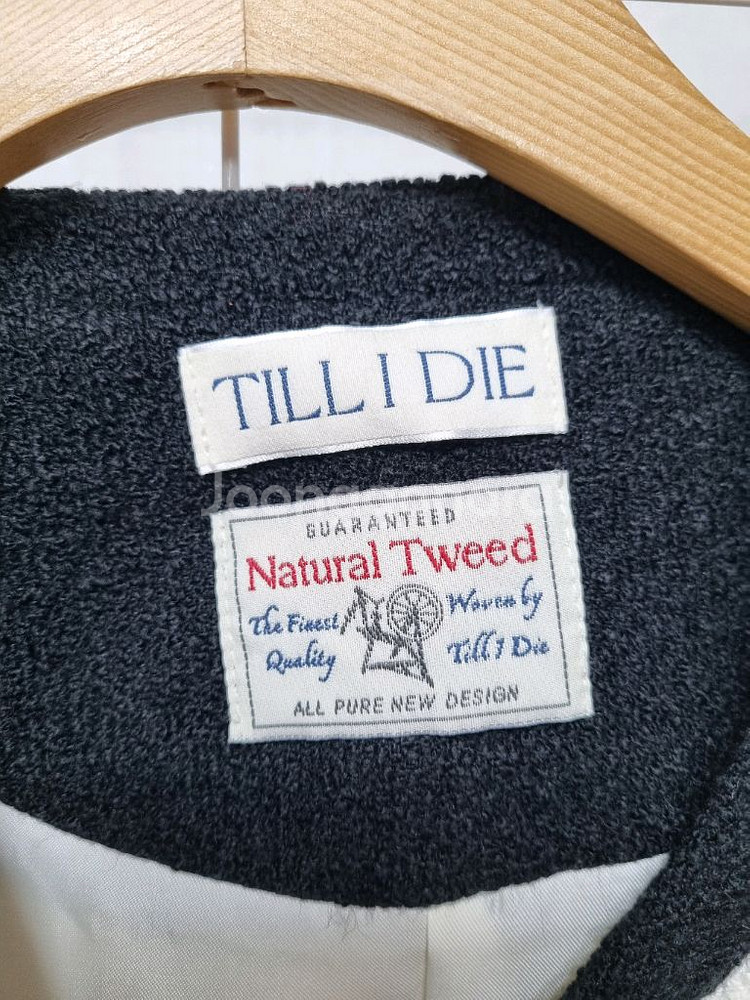 TILL I DIE
GUARANTEED
Natural Tweed
The Finest Woven by
Quality Till I Die
ALL PURE NEW DESIGN